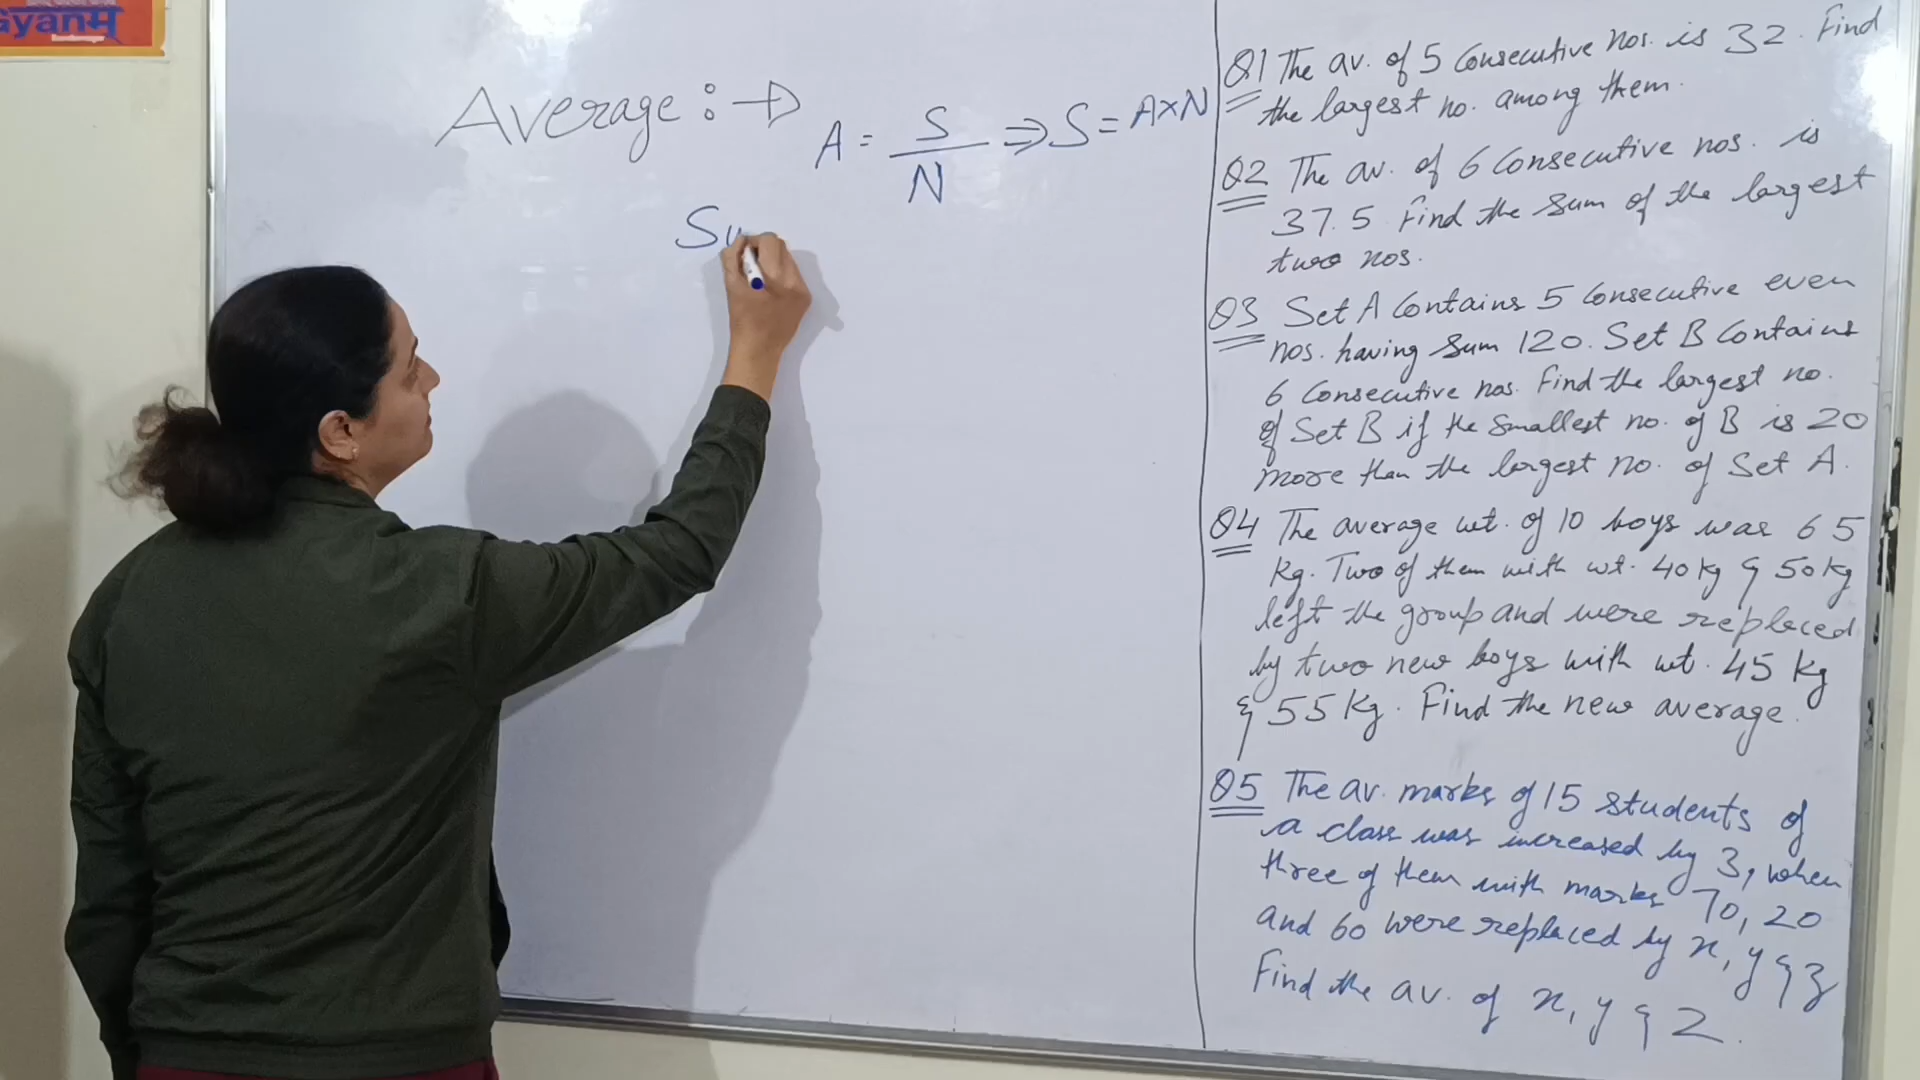 Gyanम
Average :→ A = S/N ⇒ S = A×N
Su
Q1 The av. of 5 Consecutive nos. is 32. Find
the largest no. among them.
Q2 The av. of 6 Consecutive nos. is
37.5. Find the sum of the largest
two nos.
Q3 Set A Contains 5 Consecutive even
nos. having Sum 120. Set B Contains
6 Consecutive nos. Find the largest no.
of Set B if the Smallest no. of B is 20
more than the largest no. of Set A.
Q4 The average wt. of 10 boys was 65
kg. Two of them with wt. 40 kg & 50 kg
left the group and were replaced
by two new boys with wt. 45 kg
& 55 kg. Find the new average.
Q5 The av. marks of 15 students of
a class was increased by 3, when
three of them with marks 70, 20
and 60 were replaced by x, y & z
Find the av. of x, y & z.